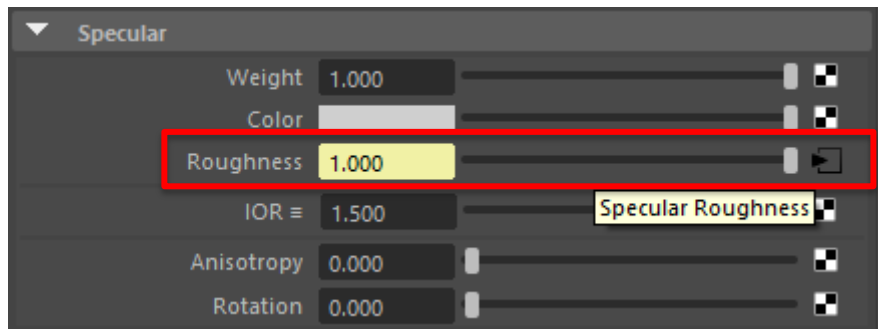 Specular
Weight 1.000
Color
Roughness 1.000
IOR ≡ 1.500
Specular Roughness
Anisotropy 0.000
Rotation 0.000